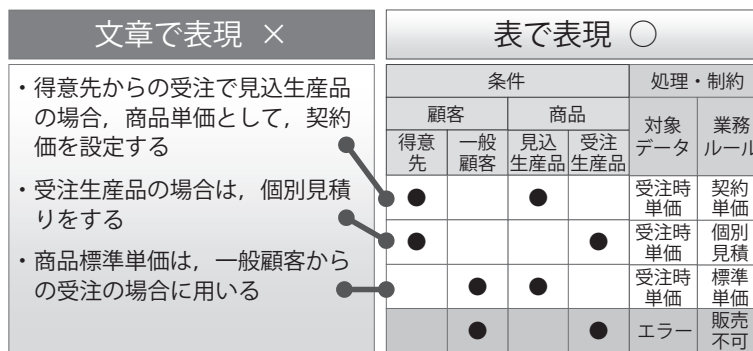 文章で表現 ×
・得意先からの受注で見込生産品
の場合，商品単価として，契約
価を設定する
・受注生産品の場合は，個別見積
りをする
・商品標準単価は，一般顧客から
の受注の場合に用いる
表で表現 ○
条件 処理・制約
顧客 商品 対象
データ 業務
ルール
得意
先 一般
顧客 見込
生産品 受注
生産品
● ● 受注時
単価 契約
単価
● ● 受注時
単価 個別
見積
● ● 受注時
単価 標準
単価
● ● エラー 販売
不可